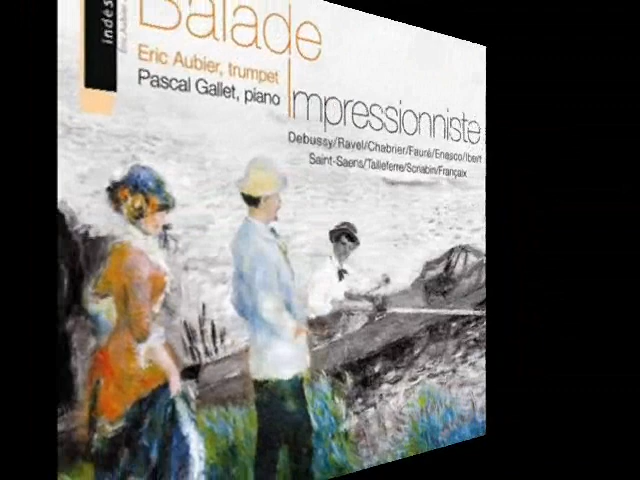 Balade
Eric Aubier, trumpet
Pascal Gallet, piano
Impressionniste
Debussy/Ravel/Chabrier/Fauré/Enesco/Ibert
Saint-Saens/Tailleferre/Scriabin/Françaix
indés